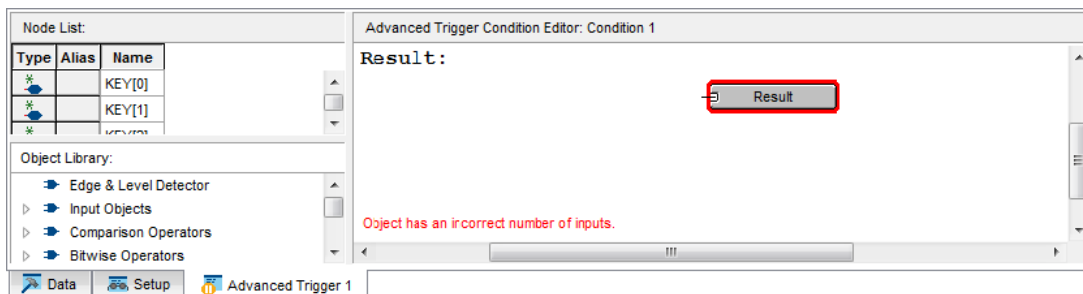 Node List:
Type Alias Name
KEY[0]
KEY[1]
KEY[2]
Object Library:
Edge & Level Detector
Input Objects
Comparison Operators
Bitwise Operators
Advanced Trigger Condition Editor: Condition 1
Result:
Result
Object has an incorrect number of inputs.
Data Setup Advanced Trigger 1